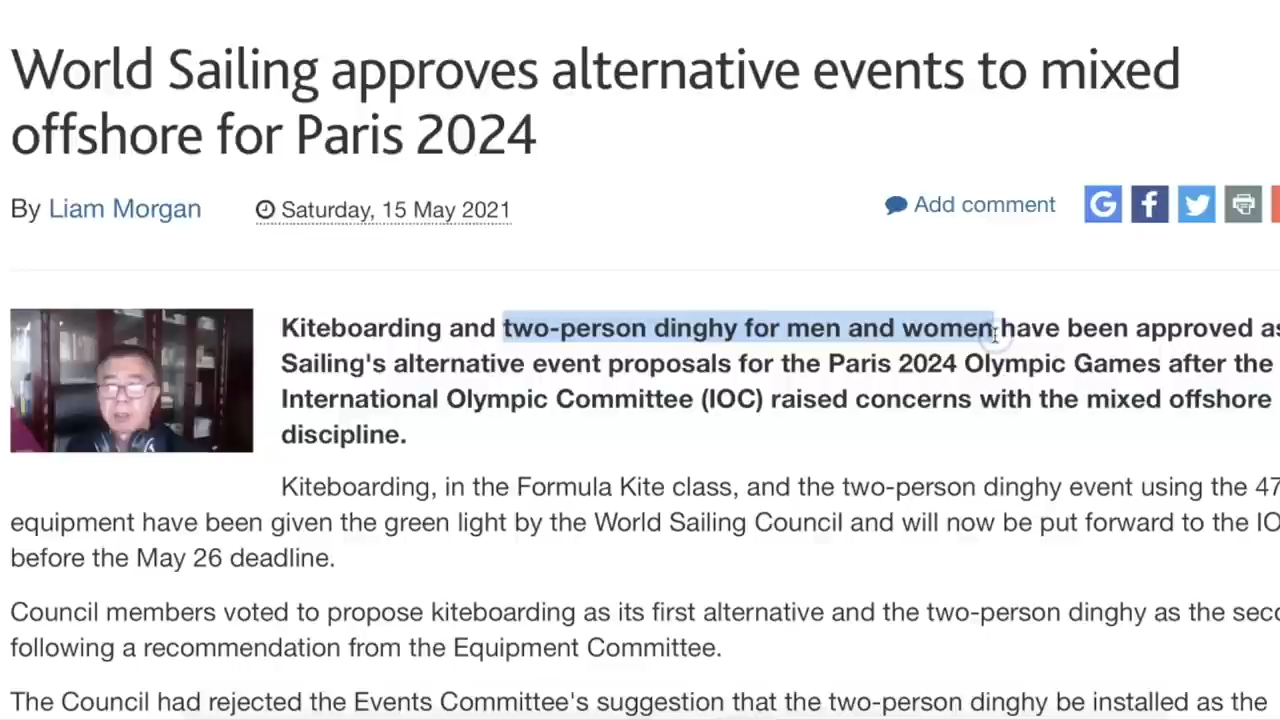 World Sailing approves alternative events to mixed
offshore for Paris 2024
By Liam Morgan
Saturday, 15 May 2021
Add comment
Kiteboarding and two-person dinghy for men and women have been approved as
Sailing's alternative event proposals for the Paris 2024 Olympic Games after the
International Olympic Committee (IOC) raised concerns with the mixed offshore
discipline.
Kiteboarding, in the Formula Kite class, and the two-person dinghy event using the 47
equipment have been given the green light by the World Sailing Council and will now be put forward to the IO
before the May 26 deadline.
Council members voted to propose kiteboarding as its first alternative and the two-person dinghy as the seco
following a recommendation from the Equipment Committee.
The Council had rejected the Events Committee's suggestion that the two-person dinghy be installed as the